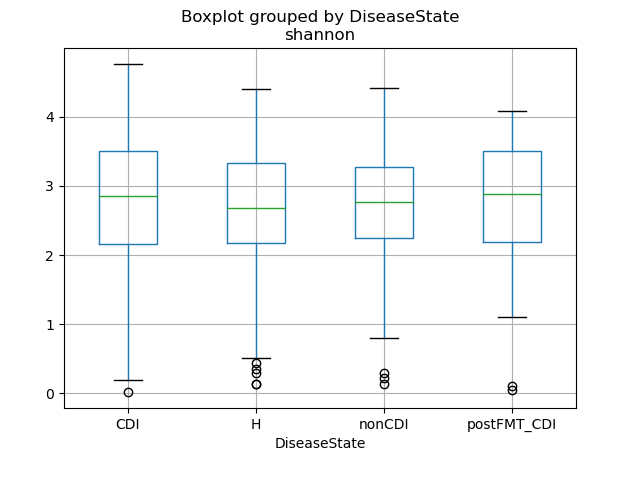 Boxplot grouped by DiseaseState
shannon
4
3
2
1
0
CDI
H
nonCDI
postFMT_CDI
DiseaseState